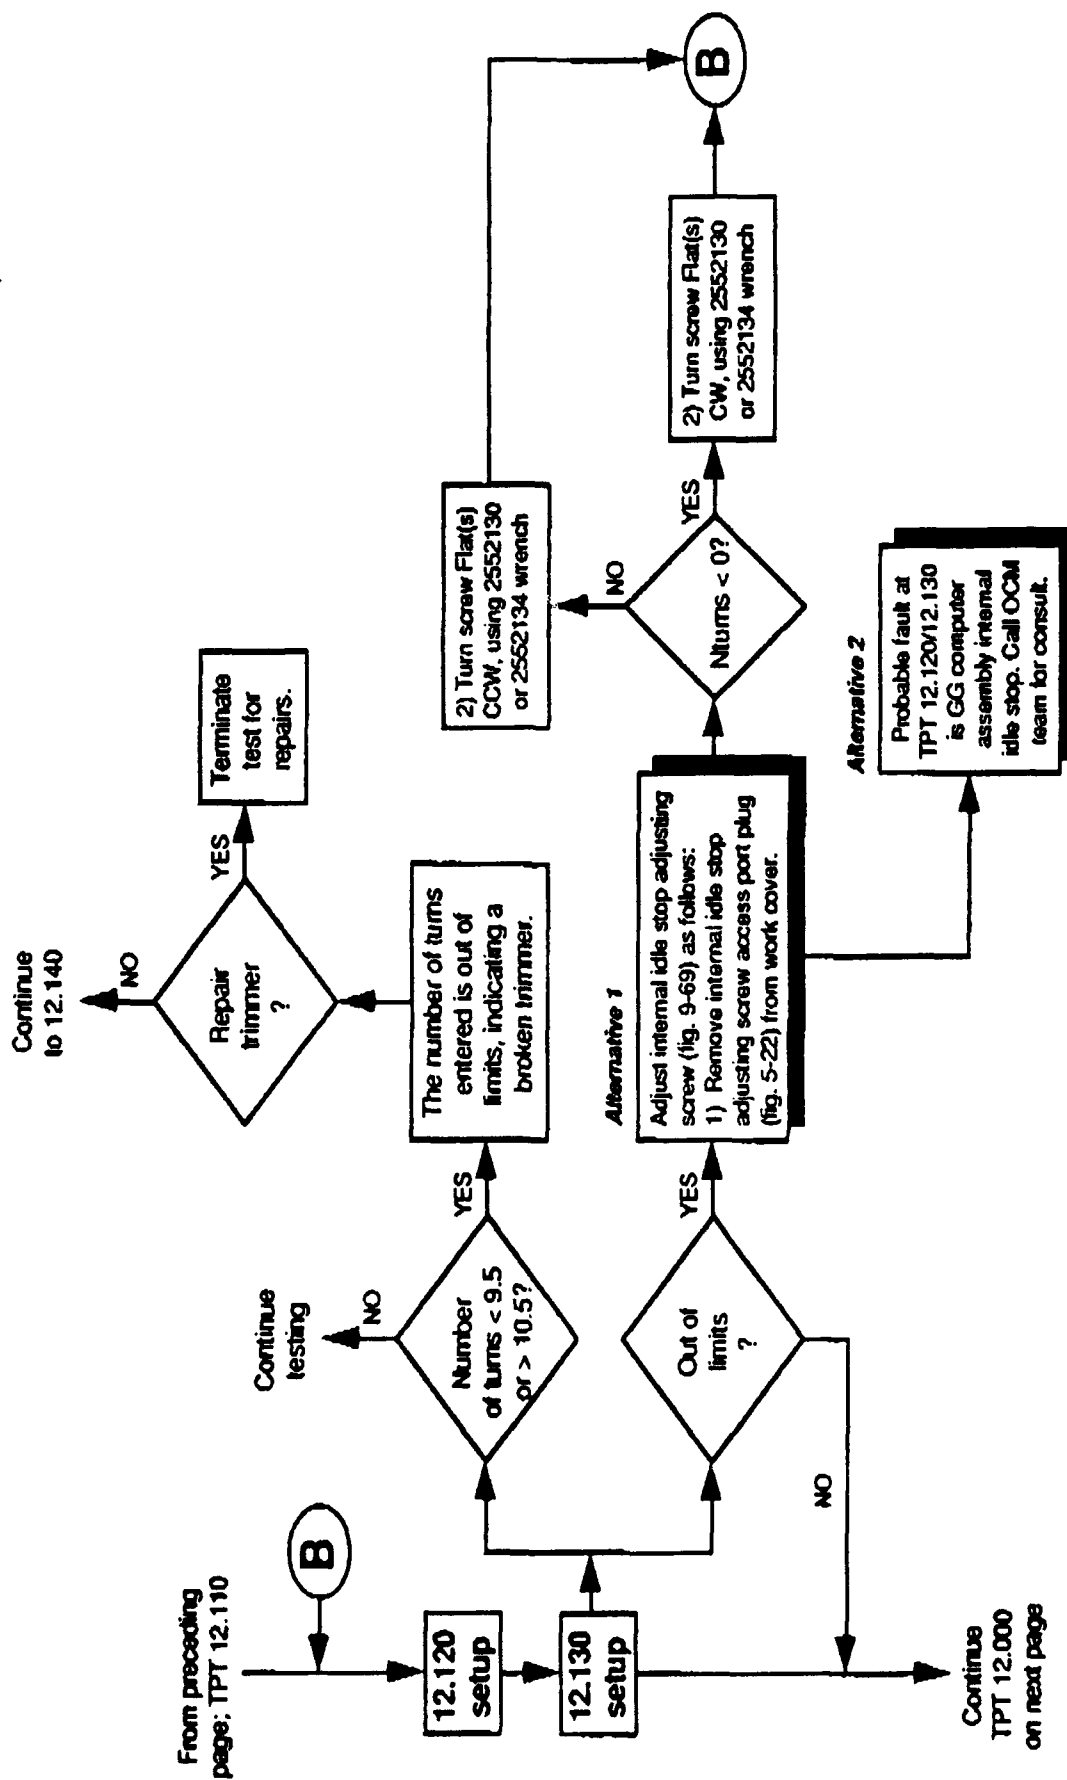 From preceding
page; TPT 12.110
B
12.120
setup
12.130
setup
Continue
TPT 12.000
on next page
NO
Continue
testing
NO
Number
of turns < 9.5
or > 10.5?
YES
The number of turns
entered is out of
limits, indicating a
broken trimmer.
Continue
to 12.140
NO
Repair
trimmer
?
YES
Terminate
test for
repairs.
Out of
limits
?
YES
Alternative 1
Adjust internal idle stop adjusting
screw (fig. 9-69) as follows:
1) Remove internal idle stop
adjusting screw access port plug
(fig. 5-22) from work cover.
Nturns < 0?
NO
2) Turn screw Flat(s)
CCW, using 2552130
or 2552134 wrench
YES
2) Turn screw Flat(s)
CW, using 2552130
or 2552134 wrench
B
Alternative 2
Probable fault at
TPT 12.120/12.130
is GG computer
assembly internal
idle stop. Call OCM
team for consult.